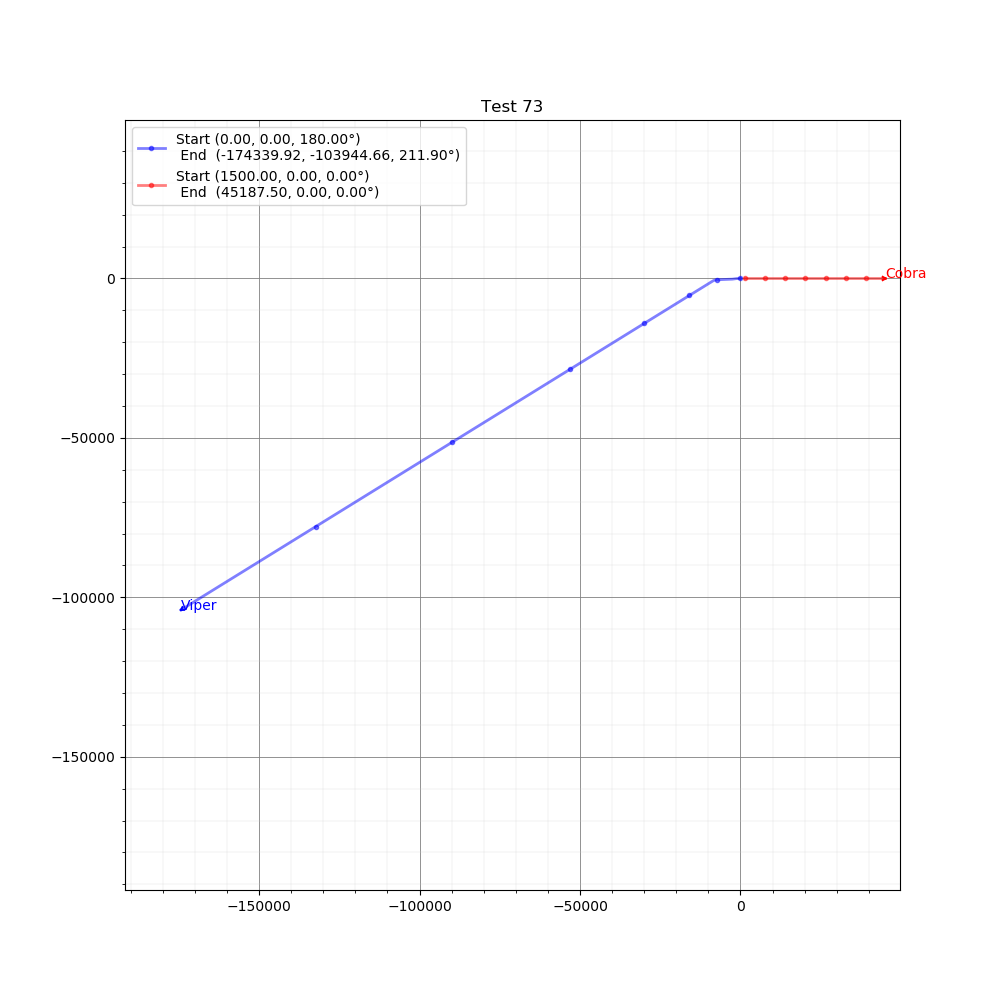 Test 73
Start (0.00, 0.00, 180.00°)
End  (-174339.92, -103944.66, 211.90°)
Start (1500.00, 0.00, 0.00°)
End  (45187.50, 0.00, 0.00°)
Cobra
Viper
0
−50000
−100000
−150000
−150000
−100000
−50000
0